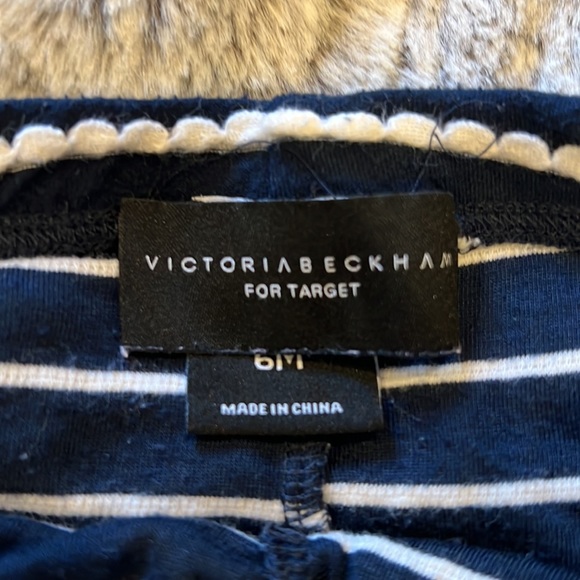 VICTORIABECKHAM
FOR TARGET
6M
MADE IN CHINA